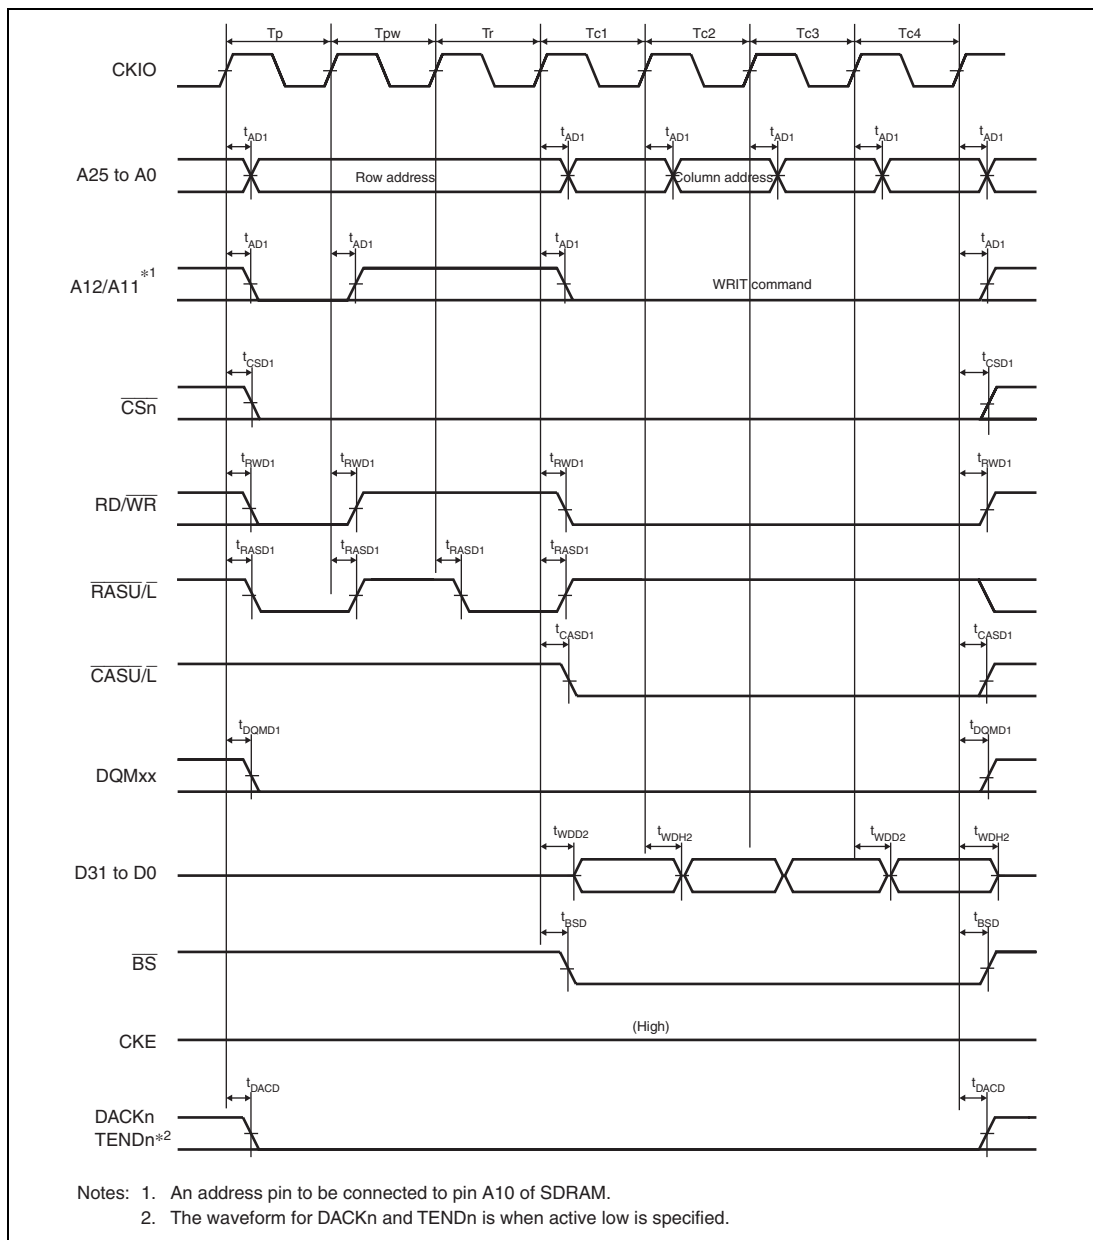 Tp Tpw Tr Tc1 Tc2 Tc3 Tc4
CKIO
tAD1 tAD1 tAD1 tAD1 tAD1 tAD1
A25 to A0 Row address Column address
tAD1 tAD1 tAD1 tAD1
A12/A11 *1 WRIT command
tCSD1 tCSD1
CSn
tRWD1 tRWD1 tRWD1 tRWD1
RD/WR
tRASD1 tRASD1 tRASD1 tRASD1
RASU/L
tCASD1 tCASD1
CASU/L
tDQMD1 tDQMD1
DQMxx
tWDD2 tWDH2 tWDD2 tWDH2
D31 to D0
tBSD tBSD
BS
(High)
CKE
tDACD tDACD
DACKn
TENDn*2
Notes: 1. An address pin to be connected to pin A10 of SDRAM.
2. The waveform for DACKn and TENDn is when active low is specified.